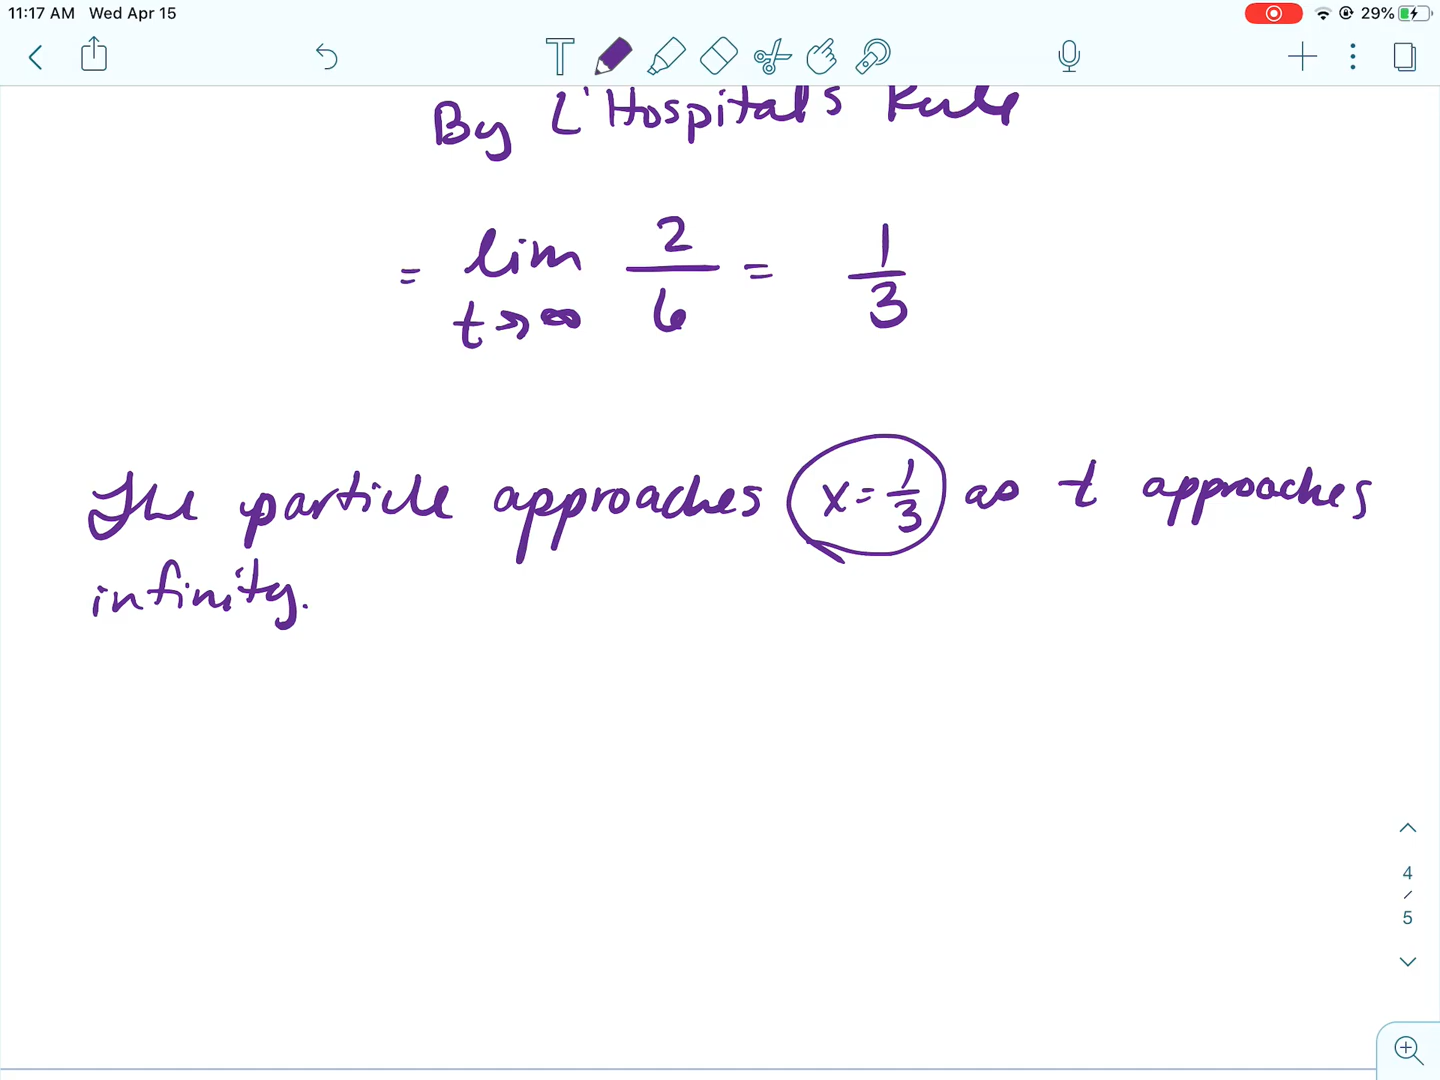 11:17 AM Wed Apr 15 29%
T
By L'Hospital's Rule
= lim 2/6 = 1/3
t→∞
The particle approaches x = 1/3 as t approaches
infinity.
4
/
5